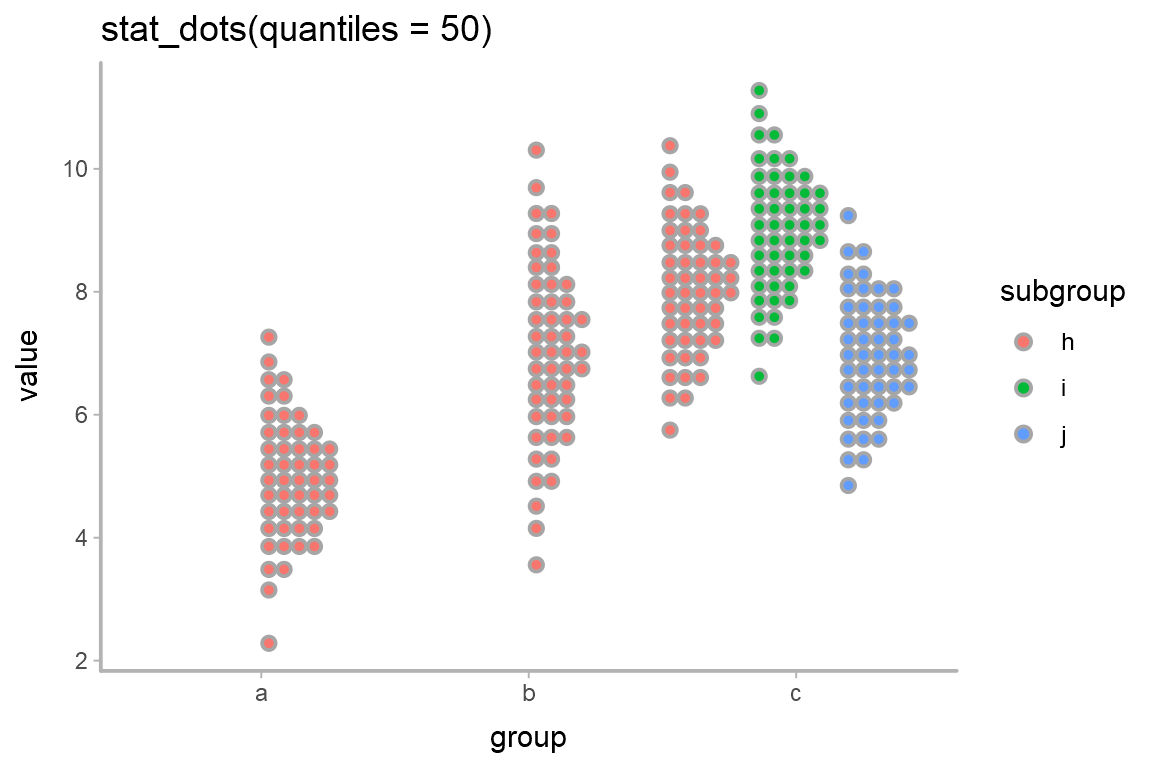 stat_dots(quantiles = 50)
10
8
6
4
2
value
a
b
c
group
subgroup
h
i
j